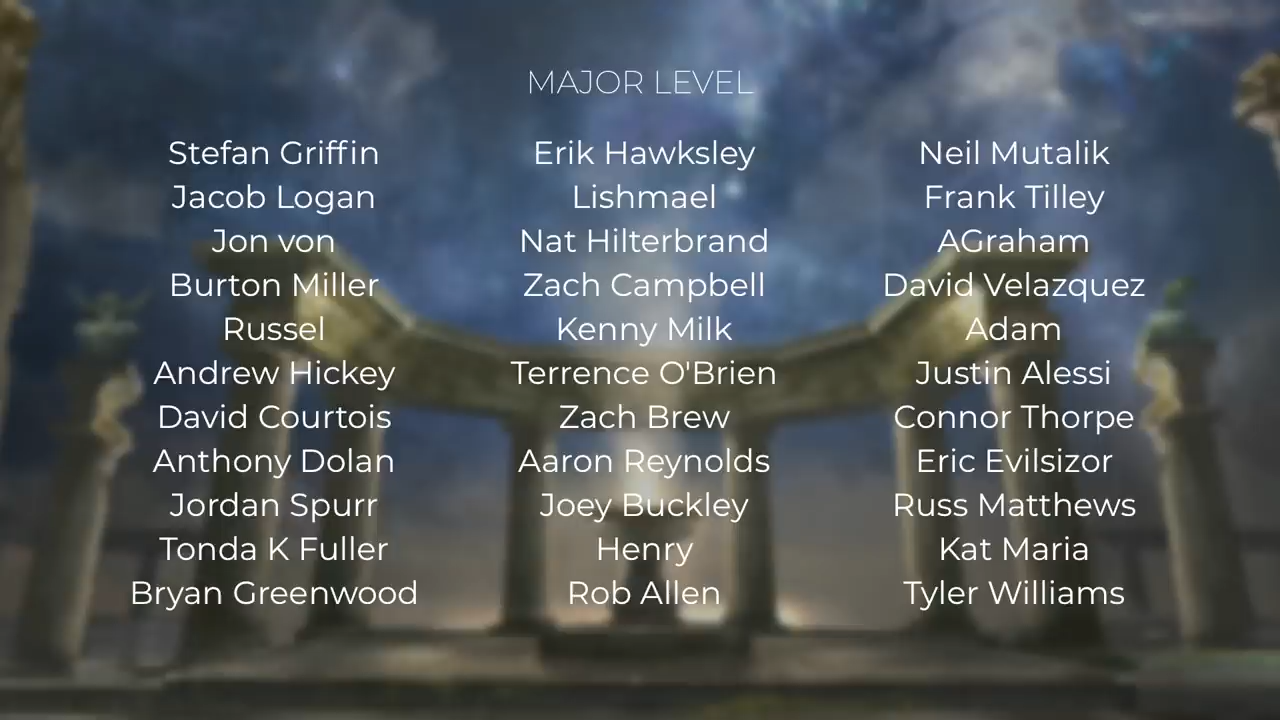 MAJOR LEVEL
Stefan Griffin
Jacob Logan
Jon von
Burton Miller
Russel
Andrew Hickey
David Courtois
Anthony Dolan
Jordan Spurr
Tonda K Fuller
Bryan Greenwood
Erik Hawksley
Lishmael
Nat Hilterbrand
Zach Campbell
Kenny Milk
Terrence O'Brien
Zach Brew
Aaron Reynolds
Joey Buckley
Henry
Rob Allen
Neil Mutalik
Frank Tilley
AGraham
David Velazquez
Adam
Justin Alessi
Connor Thorpe
Eric Evilsizor
Russ Matthews
Kat Maria
Tyler Williams